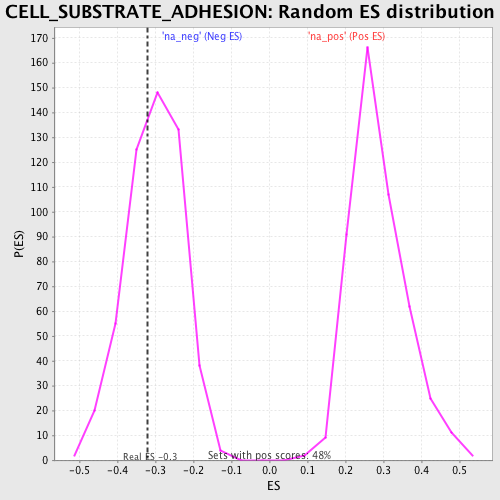 CELL_SUBSTRATE_ADHESION: Random ES distribution
'na_neg' (Neg ES)
'na_pos' (Pos ES)
170
160
150
140
130
120
110
100
90
80
70
60
50
40
30
20
10
0
P(ES)
Real ES -0.3
Sets with pos scores: 48%
-0.5 -0.4 -0.3 -0.2 -0.1 0.0 0.1 0.2 0.3 0.4 0.5
ES